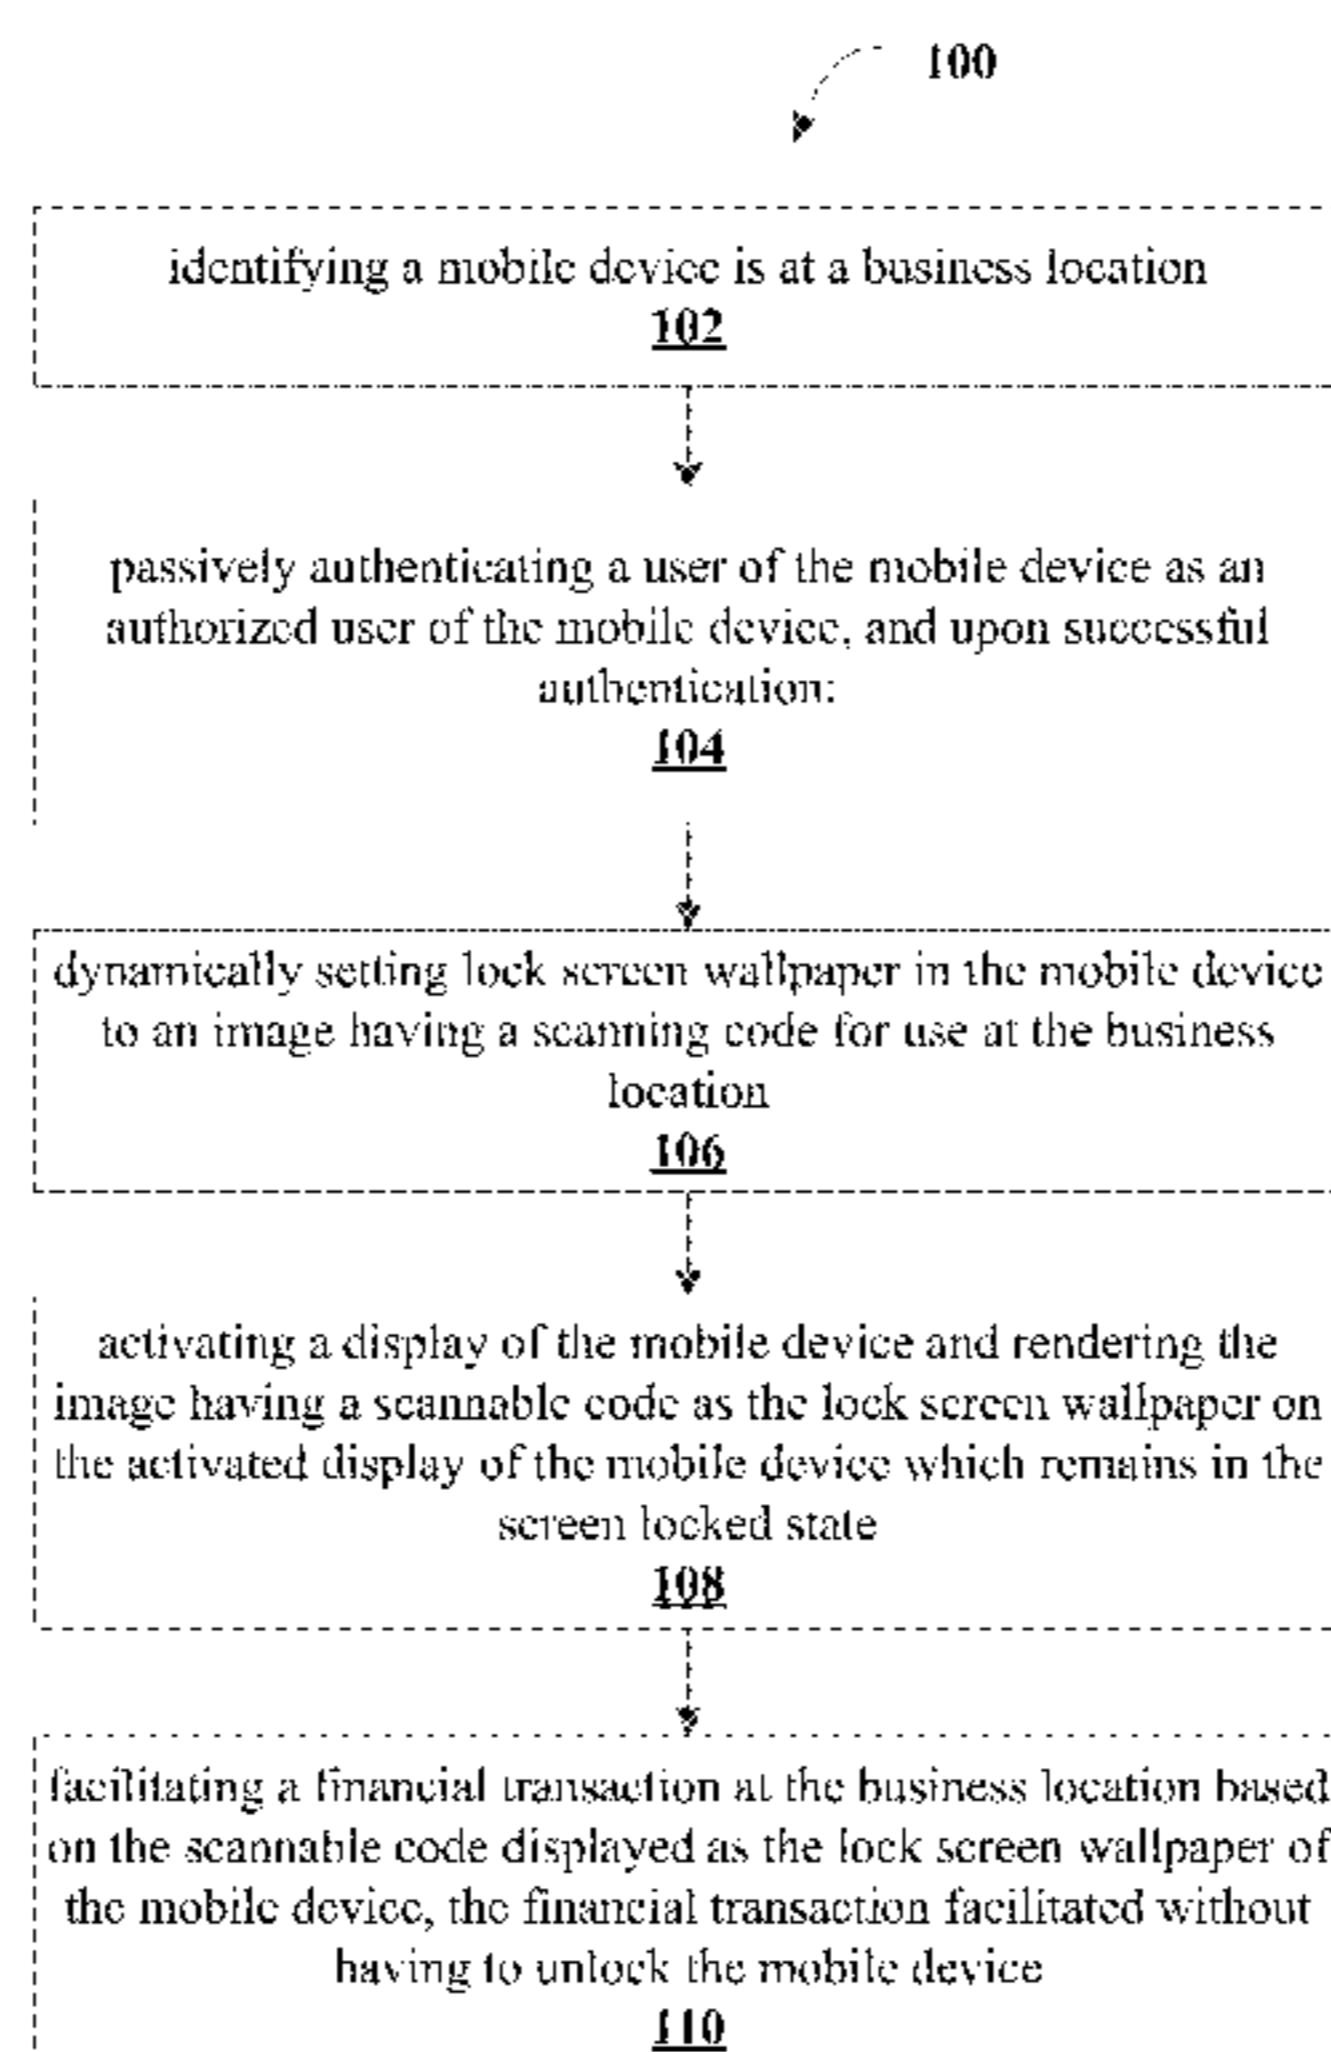 100
identifying a mobile device is at a business location
102
passively authenticating a user of the mobile device as an
authorized user of the mobile device, and upon successful
authentication:
104
dynamically setting lock screen wallpaper in the mobile device
to an image having a scanning code for use at the business
location
106
activating a display of the mobile device and rendering the
image having a scannable code as the lock screen wallpaper on
the activated display of the mobile device which remains in the
screen locked state
108
facilitating a financial transaction at the business location based
on the scannable code displayed as the lock screen wallpaper of
the mobile device, the financial transaction facilitated without
having to unlock the mobile device
110